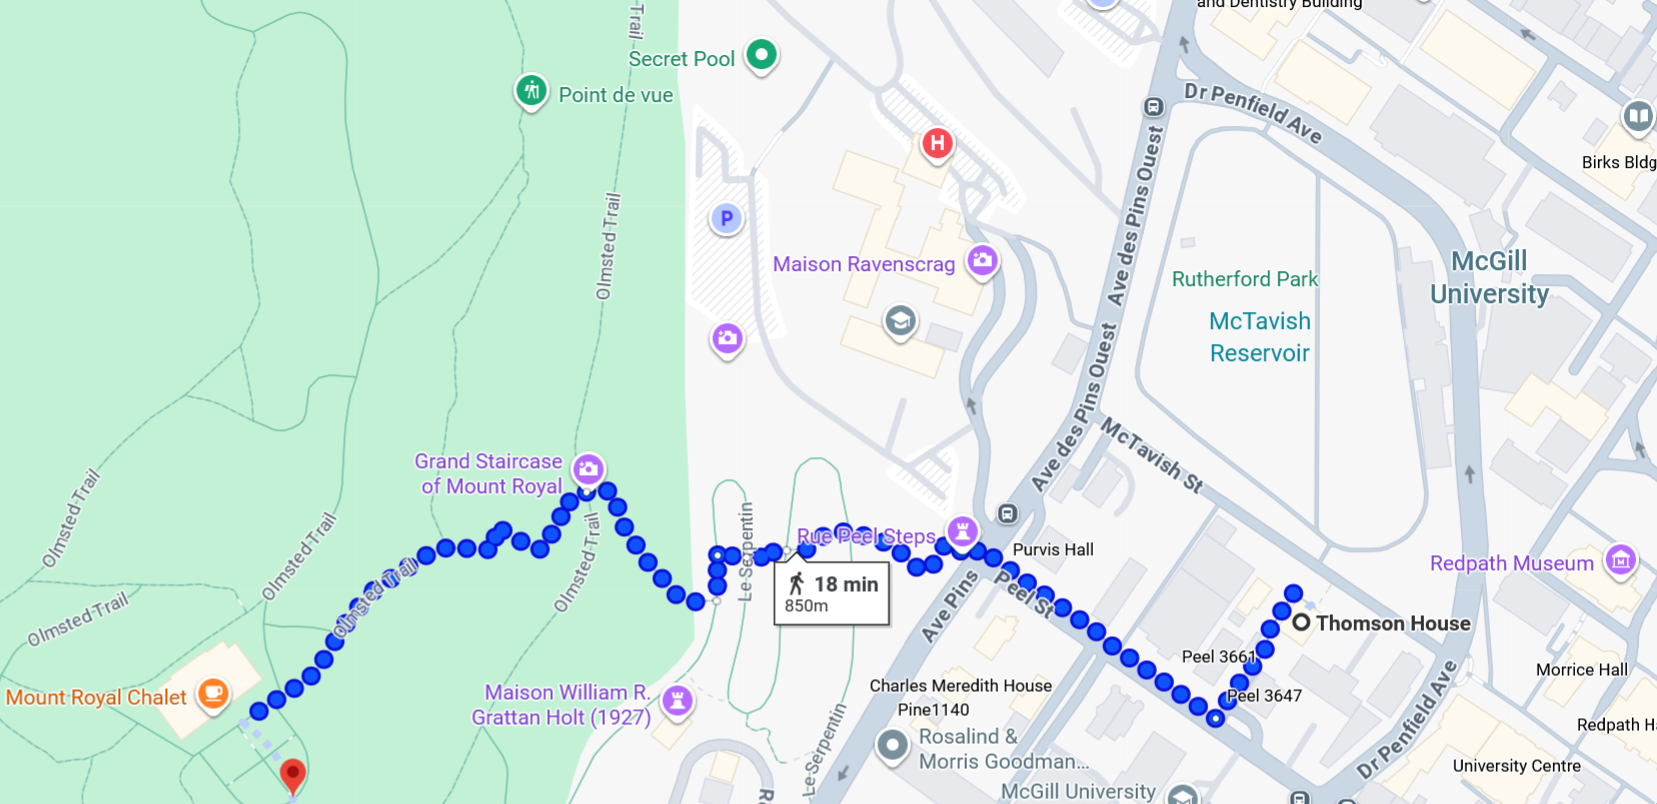 and Dentistry Building
Trail
Secret Pool
Point de vue
Dr Penfield Ave
H
Birks Bldg
Ave des Pins Ouest
P
Olmsted Trail
Maison Ravenscrag
McGill
University
Rutherford Park
McTavish
Reservoir
Ave des Pins Ouest
McTavish St
Grand Staircase
of Mount Royal
Olmsted Trail
Olmsted Trail
Olmsted Trail
Le Serpentin
Rue Peel Steps
Purvis Hall
Redpath Museum
18 min
850m
Peel St
Ave Pins
Olmsted Trail
Olmsted Trail
Thomson House
Peel 3661
Morrice Hall
Mount Royal Chalet
Maison William R.
Grattan Holt (1927)
Charles Meredith House
Pine1140
Peel 3647
Dr Penfield Ave
Redpath Ha
Rosalind &
Morris Goodman...
Le Serpentin
University Centre
McGill University